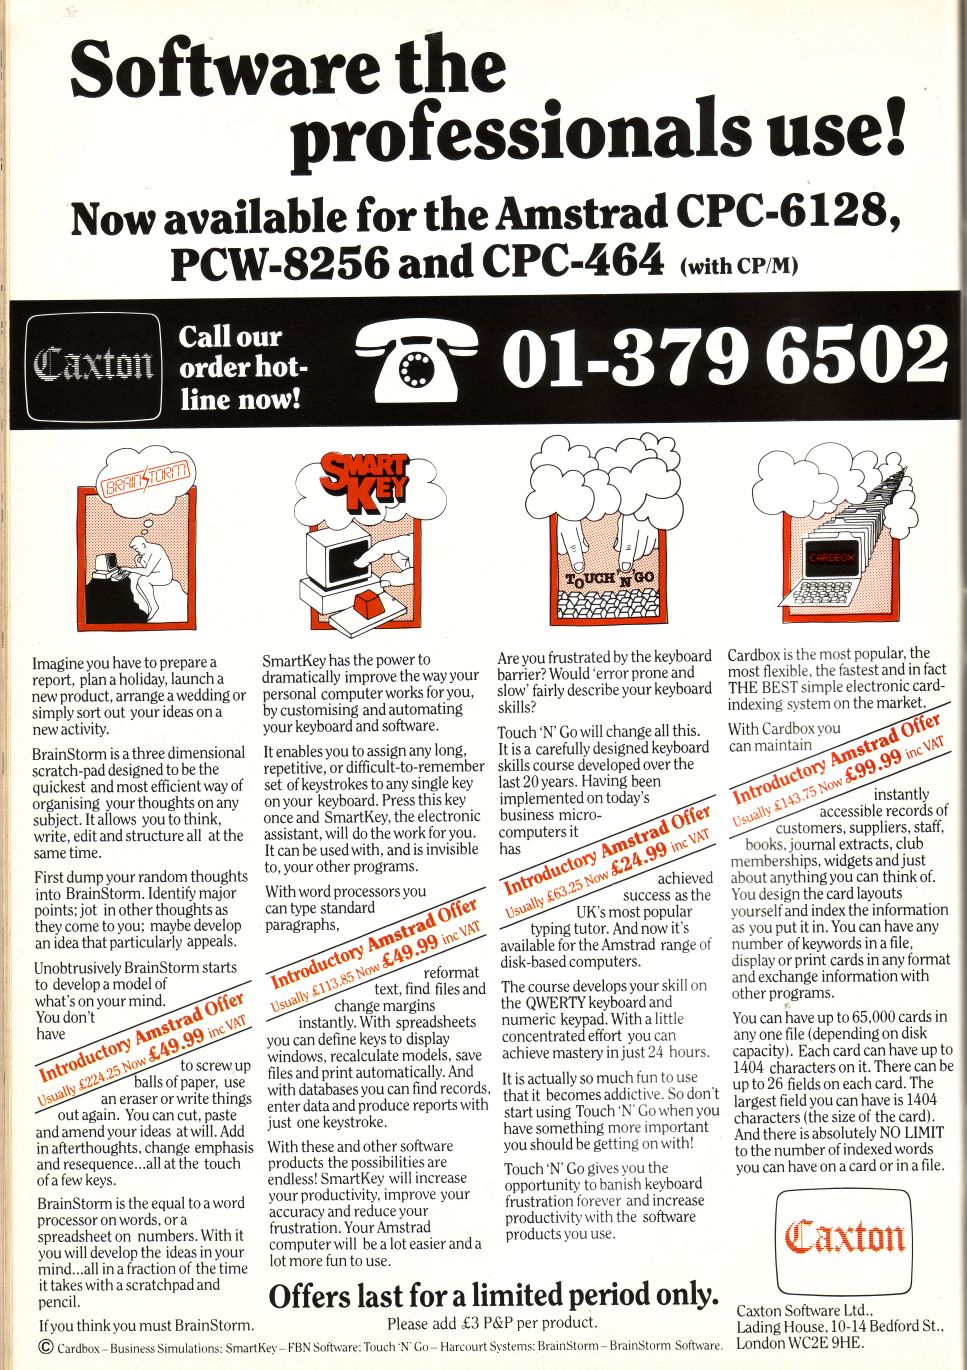 Software the
professionals use!
Now available for the Amstrad CPC-6128,
PCW-8256 and CPC-464 (with CP/M)
Caxton
Call our
order hot-
line now!
01-379 6502
BRAINSTORM
SMART
KEY
TOUCH 'N' GO
CARDBOX
Imagine you have to prepare a
report, plan a holiday, launch a
new product, arrange a wedding or
simply sort out your ideas on a
new activity.
BrainStorm is a three dimensional
scratch-pad designed to be the
quickest and most efficient way of
organising your thoughts on any
subject. It allows you to think,
write, edit and structure all at the
same time.
First dump your random thoughts
into BrainStorm. Identify major
points; jot in other thoughts as
they come to you; maybe develop
an idea that particularly appeals.
Unobtrusively BrainStorm starts
to develop a model of
what's on your mind.
You don't
have
Introductory Amstrad Offer
Usually £224.25 Now £49.99 inc VAT
to screw up
balls of paper, use
an eraser or write things
out again. You can cut, paste
and amend your ideas at will. Add
in afterthoughts, change emphasis
and resequence...all at the touch
of a few keys.
BrainStorm is the equal to a word
processor on words, or a
spreadsheet on numbers. With it
you will develop the ideas in your
mind...all in a fraction of the time
it takes with a scratchpad and
pencil.
If you think you must BrainStorm.
SmartKey has the power to
dramatically improve the way your
personal computer works for you,
by customising and automating
your keyboard and software.
It enables you to assign any long,
repetitive, or difficult-to-remember
set of keystrokes to any single key
on your keyboard. Press this key
once and SmartKey, the electronic
assistant, will do the work for you.
It can be used with, and is invisible
to, your other programs.
With word processors you
can type standard
paragraphs,
Introductory Amstrad Offer
Usually £113.85 Now £49.99 inc VAT
reformat
text, find files and
change margins
instantly. With spreadsheets
you can define keys to display
windows, recalculate models, save
files and print automatically. And
with databases you can find records,
enter data and produce reports with
just one keystroke.
With these and other software
products the possibilities are
endless! SmartKey will increase
your productivity, improve your
accuracy and reduce your
frustration. Your Amstrad
computer will be a lot easier and a
lot more fun to use.
Are you frustrated by the keyboard
barrier? Would 'error prone and
slow' fairly describe your keyboard
skills?
Touch 'N' Go will change all this.
It is a carefully designed keyboard
skills course developed over the
last 20 years. Having been
implemented on today's
business micro-
computers it
has
Introductory Amstrad Offer
Usually £63.25 Now £24.99 inc VAT
achieved
success as the
UK's most popular
typing tutor. And now it's
available for the Amstrad range of
disk-based computers.
The course develops your skill on
the QWERTY keyboard and
numeric keypad. With a little
concentrated effort you can
achieve mastery in just 24 hours.
It is actually so much fun to use
that it becomes addictive. So don't
start using Touch 'N' Go when you
have something more important
you should be getting on with!
Touch 'N' Go gives you the
opportunity to banish keyboard
frustration forever and increase
productivity with the software
products you use.
Cardbox is the most popular, the
most flexible, the fastest and in fact
THE BEST simple electronic card-
indexing system on the market.
With Cardbox you
can maintain
Introductory Amstrad Offer
Usually £143.75 Now £99.99 inc VAT
instantly
accessible records of
customers, suppliers, staff,
books, journal extracts, club
memberships, widgets and just
about anything you can think of.
You design the card layouts
yourself and index the information
as you put it in. You can have any
number of keywords in a file,
display or print cards in any format
and exchange information with
other programs.
You can have up to 65,000 cards in
any one file (depending on disk
capacity). Each card can have up to
1404 characters on it. There can be
up to 26 fields on each card. The
largest field you can have is 1404
characters (the size of the card).
And there is absolutely NO LIMIT
to the number of indexed words
you can have on a card or in a file.
Caxton
Offers last for a limited period only.
Please add £3 P&P per product.
Caxton Software Ltd.,
Lading House, 10-14 Bedford St.,
London WC2E 9HE.
© Cardbox – Business Simulations; SmartKey – FBN Software; Touch 'N' Go – Harcourt Systems; BrainStorm – BrainStorm Software.